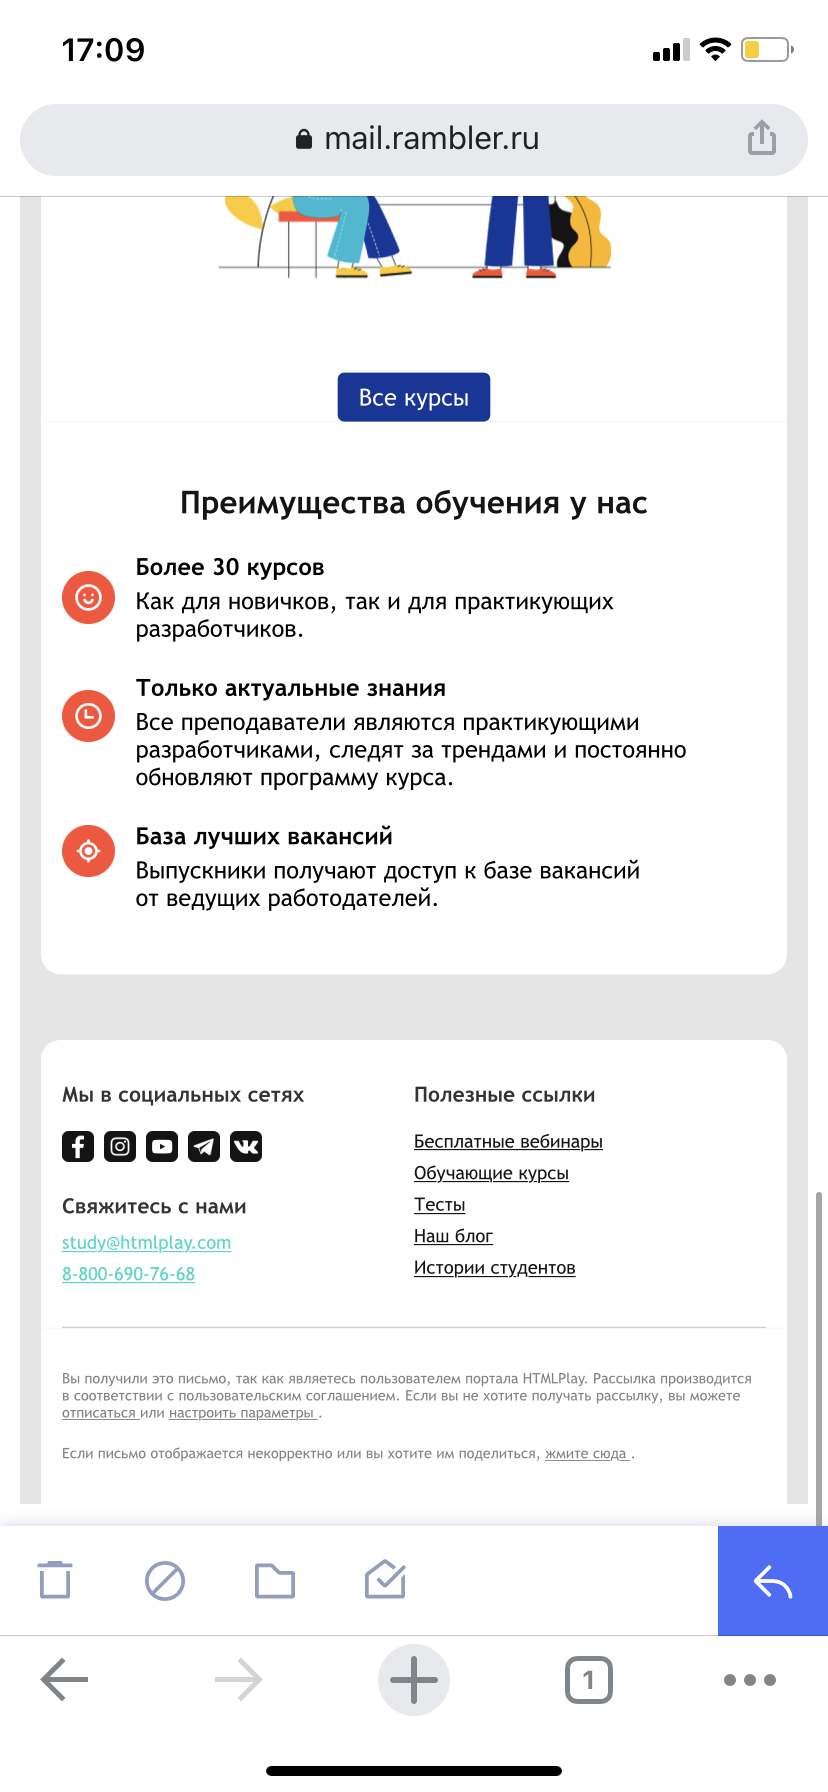 17:09
mail.rambler.ru
Все курсы
Преимущества обучения у нас
Более 30 курсов
Как для новичков, так и для практикующих
разработчиков.
Только актуальные знания
Все преподаватели являются практикующими
разработчиками, следят за трендами и постоянно
обновляют программу курса.
База лучших вакансий
Выпускники получают доступ к базе вакансий
от ведущих работодателей.
Мы в социальных сетях
Свяжитесь с нами
study@htmlplay.com
8-800-690-76-68
Полезные ссылки
Бесплатные вебинары
Обучающие курсы
Тесты
Наш блог
Истории студентов
Вы получили это письмо, так как являетесь пользователем портала HTMLPlay. Рассылка производится
в соответствии с пользовательским соглашением. Если вы не хотите получать рассылку, вы можете
отписаться или настроить параметры .
Если письмо отображается некорректно или вы хотите им поделиться, жмите сюда .
1